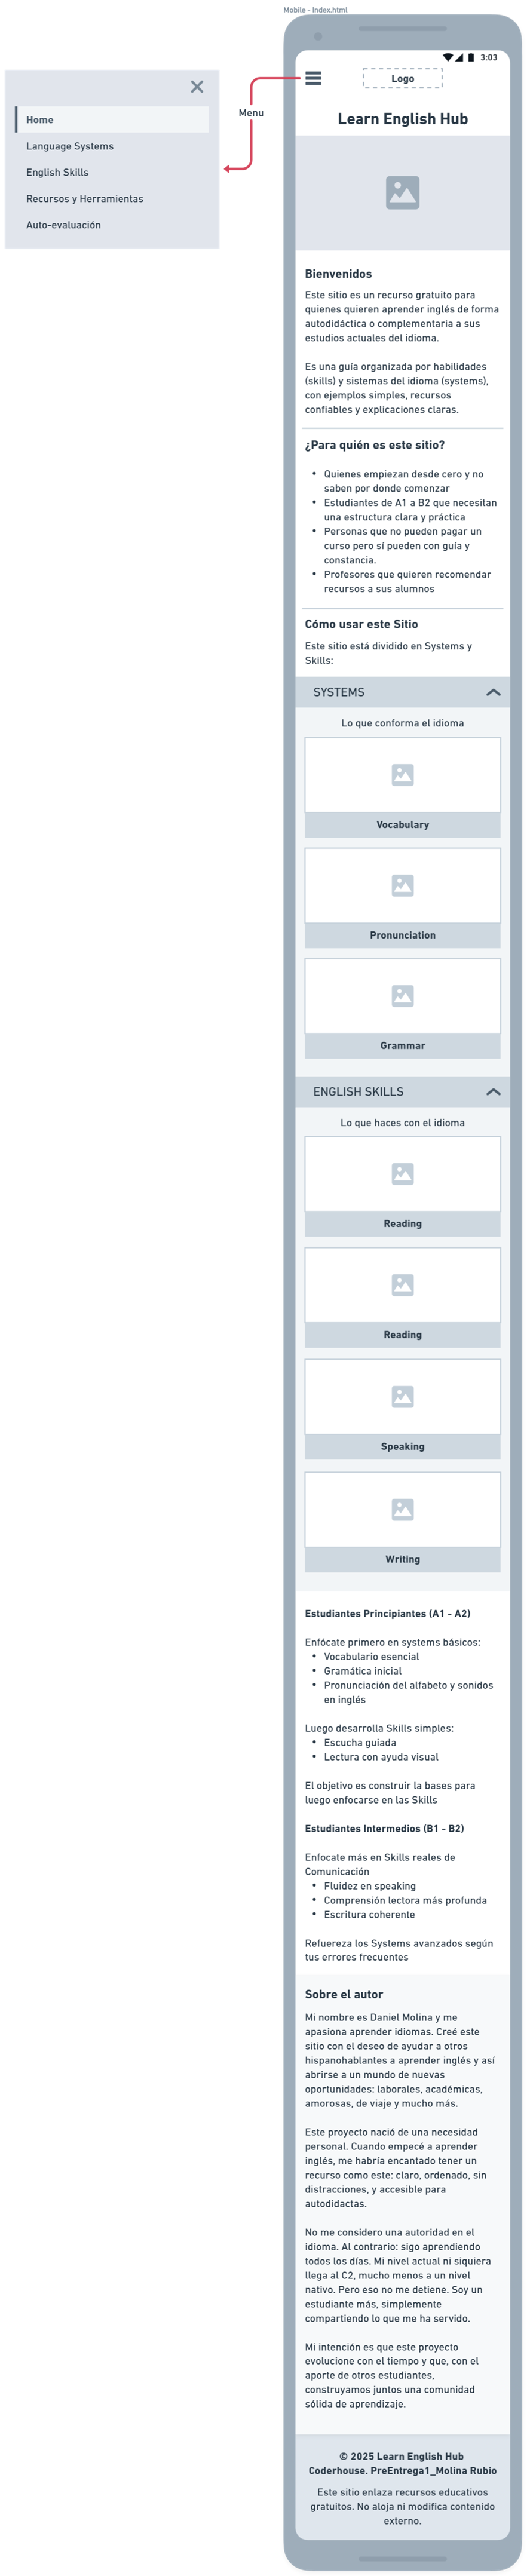 Mobile - Index.html
3:03
Logo
Menu
Home
Language Systems
English Skills
Recursos y Herramientas
Auto-evaluación
Learn English Hub
Bienvenidos
Este sitio es un recurso gratuito para
quienes quieren aprender inglés de forma
autodidáctica o complementaria a sus
estudios actuales del idioma.
Es una guía organizada por habilidades
(skills) y sistemas del idioma (systems),
con ejemplos simples, recursos
confiables y explicaciones claras.
¿Para quién es este sitio?
• Quienes empiezan desde cero y no
saben por donde comenzar
• Estudiantes de A1 a B2 que necesitan
una estructura clara y práctica
• Personas que no pueden pagar un
curso pero sí pueden con guía y
constancia.
• Profesores que quieren recomendar
recursos a sus alumnos
Cómo usar este Sitio
Este sitio está dividido en Systems y
Skills:
SYSTEMS
Lo que conforma el idioma
Vocabulary
Pronunciation
Grammar
ENGLISH SKILLS
Lo que haces con el idioma
Reading
Reading
Speaking
Writing
Estudiantes Principiantes (A1 - A2)
Enfócate primero en systems básicos:
• Vocabulario esencial
• Gramática inicial
• Pronunciación del alfabeto y sonidos
en inglés
Luego desarrolla Skills simples:
• Escucha guiada
• Lectura con ayuda visual
El objetivo es construir la bases para
luego enfocarse en las Skills
Estudiantes Intermedios (B1 - B2)
Enfocate más en Skills reales de
Comunicación
• Fluidez en speaking
• Comprensión lectora más profunda
• Escritura coherente
Refuereza los Systems avanzados según
tus errores frecuentes
Sobre el autor
Mi nombre es Daniel Molina y me
apasiona aprender idiomas. Creé este
sitio con el deseo de ayudar a otros
hispanohablantes a aprender inglés y así
abrirse a un mundo de nuevas
oportunidades: laborales, académicas,
amorosas, de viaje y mucho más.
Este proyecto nació de una necesidad
personal. Cuando empecé a aprender
inglés, me habría encantado tener un
recurso como este: claro, ordenado, sin
distracciones, y accesible para
autodidactas.
No me considero una autoridad en el
idioma. Al contrario: sigo aprendiendo
todos los días. Mi nivel actual ni siquiera
llega al C2, mucho menos a un nivel
nativo. Pero eso no me detiene. Soy un
estudiante más, simplemente
compartiendo lo que me ha servido.
Mi intención es que este proyecto
evolucione con el tiempo y que, con el
aporte de otros estudiantes,
construyamos juntos una comunidad
sólida de aprendizaje.
© 2025 Learn English Hub
Coderhouse. PreEntrega1_Molina Rubio
Este sitio enlaza recursos educativos
gratuitos. No aloja ni modifica contenido
externo.